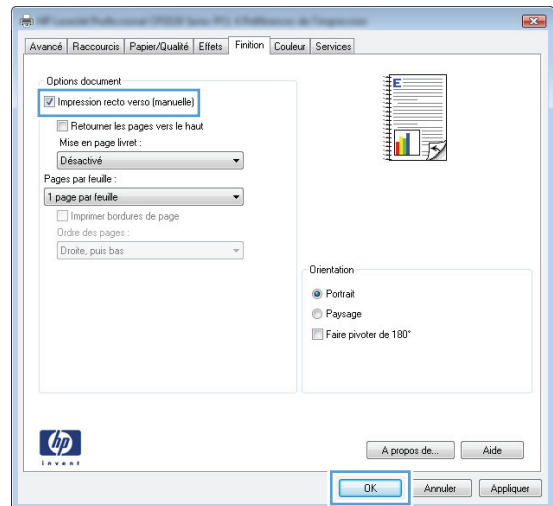 Avancé Raccourcis Papier/Qualité Effets Finition Couleur Services
Options document
Impression recto verso (manuelle)
Retourner les pages vers le haut
Mise en page livret :
Désactivé
Pages par feuille :
1 page par feuille
Imprimer bordures de page
Ordre des pages :
Droite, puis bas
E
Orientation
Portrait
Paysage
Faire pivoter de 180°
hp
invent
A propos de... Aide
OK Annuler Appliquer